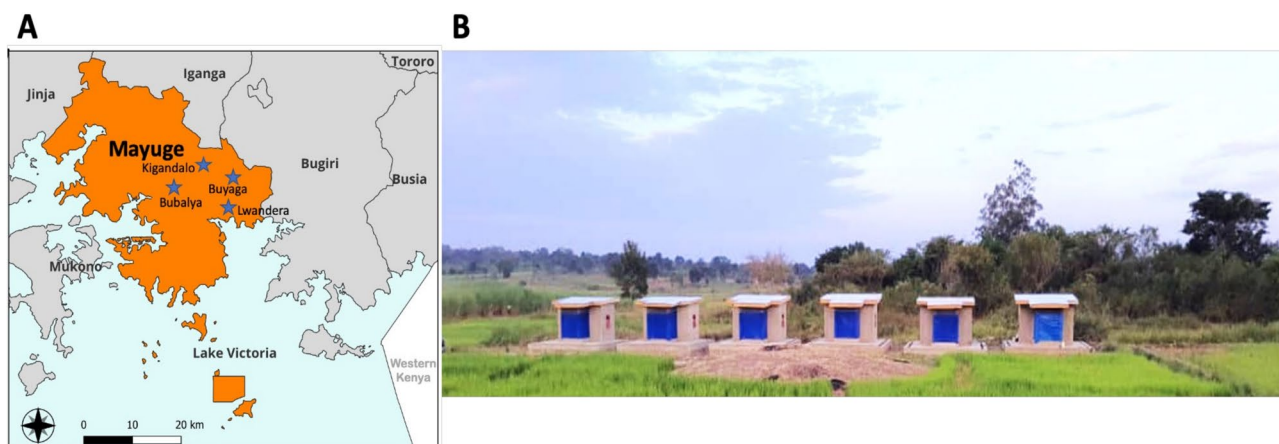 A
B
Tororo
Iganga
Jinja
Mayuge
Kigandalo
Bugiri
Buyaga
Busia
Bubalya
Lwandera
Mukono
Lake Victoria
Western
Kenya
0 10 20 km